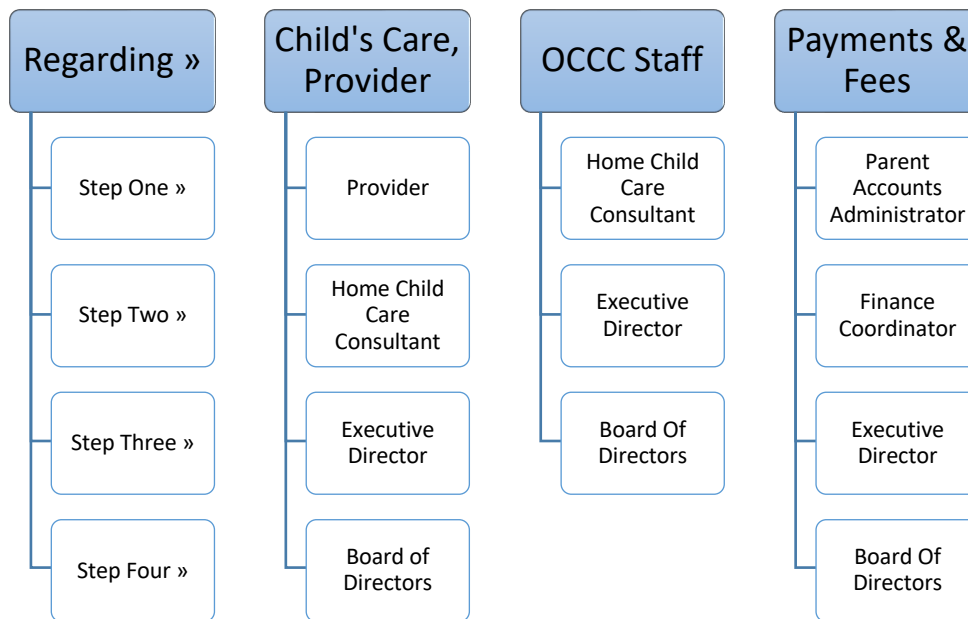 Regarding »
Step One »
Step Two »
Step Three »
Step Four »
Child's Care,
Provider
Provider
Home Child
Care
Consultant
Executive
Director
Board of
Directors
OCCC Staff
Home Child
Care
Consultant
Executive
Director
Board Of
Directors
Payments &
Fees
Parent
Accounts
Administrator
Finance
Coordinator
Executive
Director
Board Of
Directors